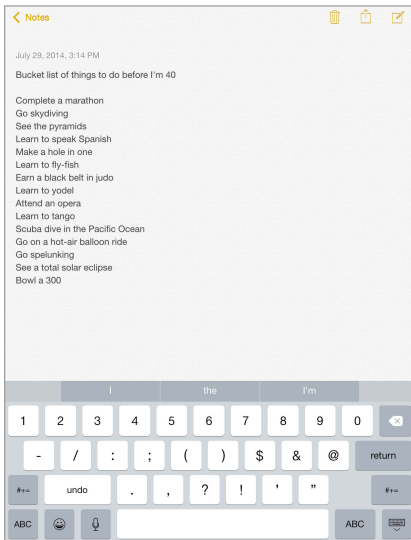 Notes
July 29, 2014, 3:14 PM
Bucket list of things to do before I'm 40
Complete a marathon
Go skydiving
See the pyramids
Learn to speak Spanish
Make a hole in one
Learn to fly-fish
Earn a black belt in judo
Learn to yodel
Attend an opera
Learn to tango
Scuba dive in the Pacific Ocean
Go on a hot-air balloon ride
Go spelunking
See a total solar eclipse
Bowl a 300
I the I'm
1 2 3 4 5 6 7 8 9 0
- / : ; ( ) $ & @ return
#+= undo . , ? ! ' " #+=
ABC ABC